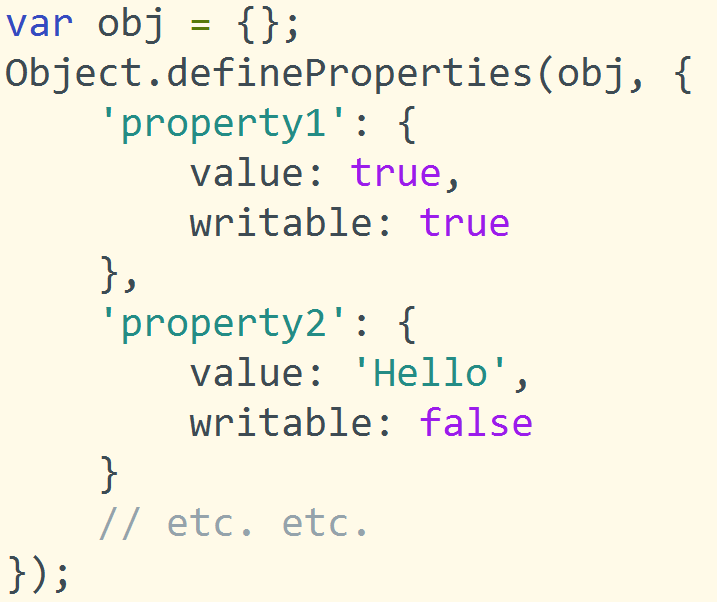 var obj = {};
Object.defineProperties(obj, {
    'property1': {
        value: true,
        writable: true
    },
    'property2': {
        value: 'Hello',
        writable: false
    }
    // etc. etc.
});